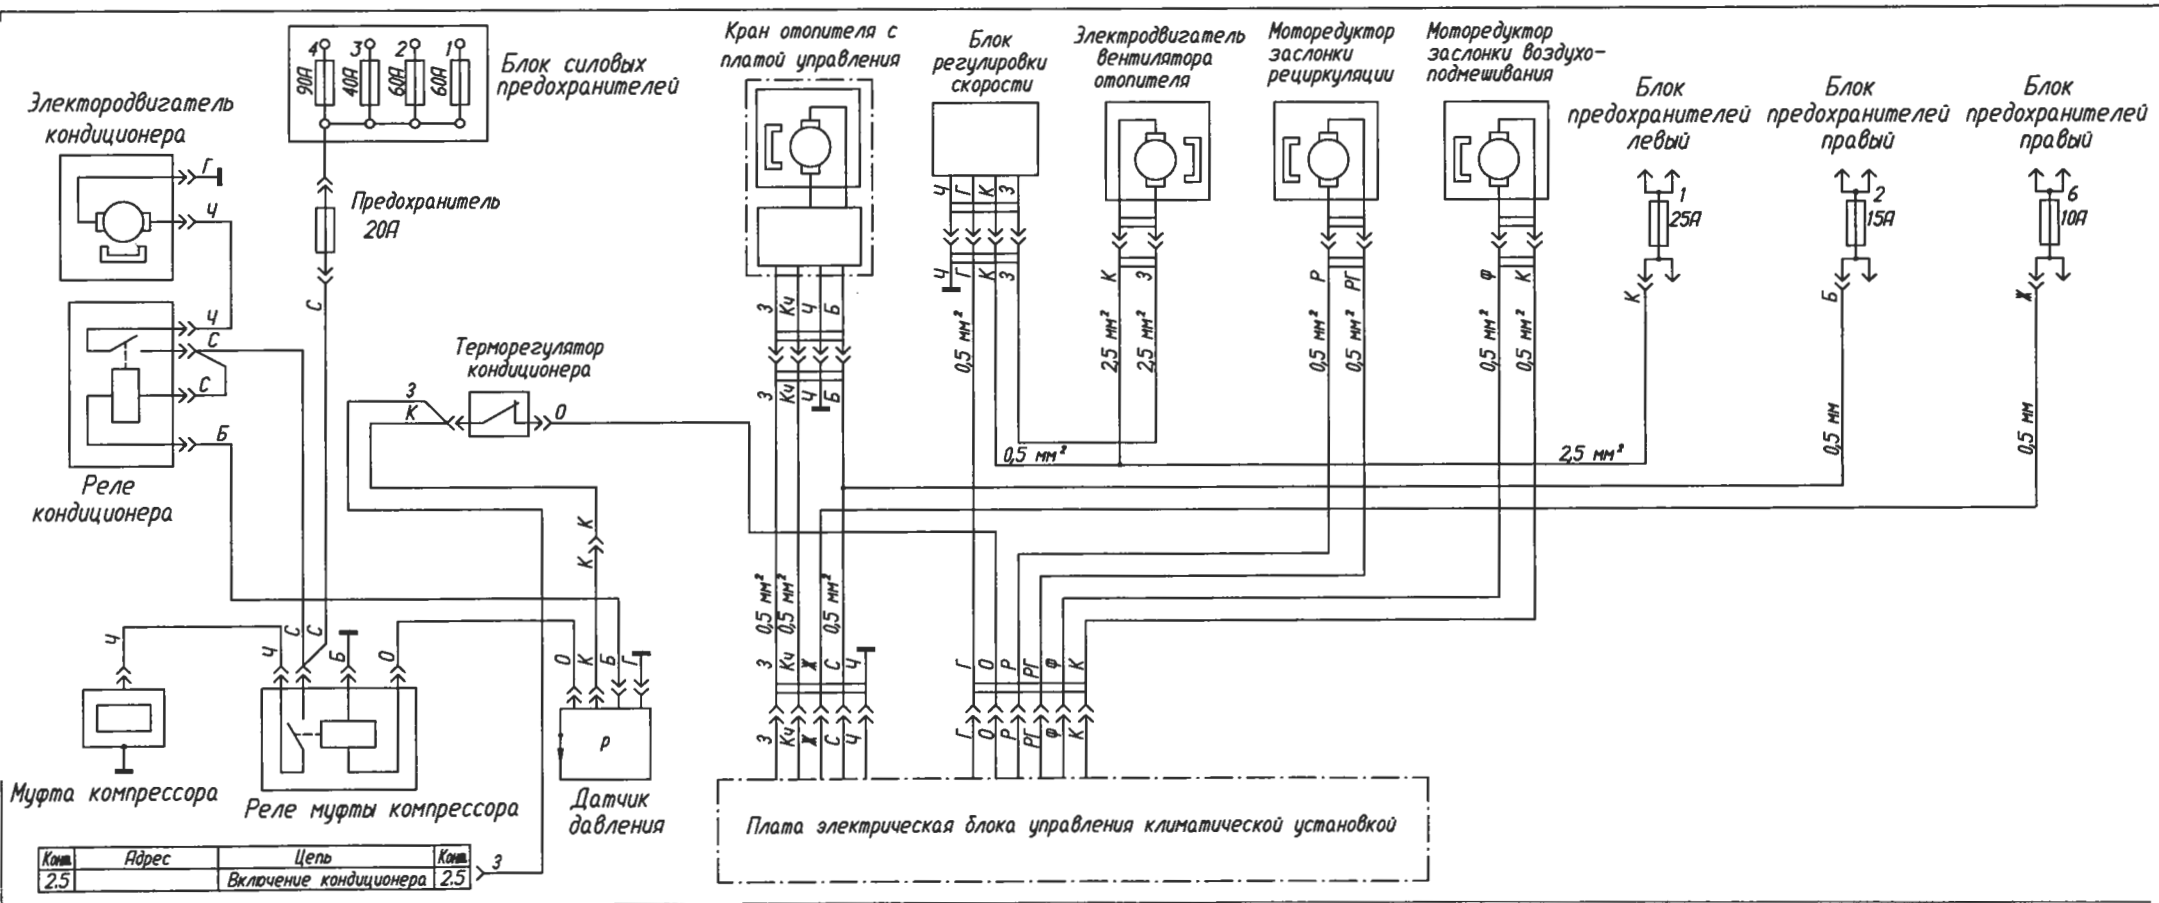 4 3 2 1
90А 40А 60А 60А
Блок силовых
предохранителей
Электородвигатель
кондиционера
Г
Ч
Предохранитель
20А
С
Ч
С
С
Б
Реле
кондиционера
Терморегулятор
кондиционера
З
К
О
К
К
Кран отопителя с
платой управления
З Кч Ч Б
З Кч Ч Б
Блок
регулировки
скорости
Ч Г К З
Ч Г К З
0,5 мм²
Электродвигатель
вентилятора
отопителя
К З
2,5 мм² 2,5 мм²
Моторедуктор
заслонки
рециркуляции
Р РГ
0,5 мм² 0,5 мм²
Моторедуктор
заслонки воздухо-
подмешивания
Ф К
0,5 мм² 0,5 мм²
Блок
предохранителей
левый
1
25А
К
Блок
предохранителей
правый
2
15А
Б
0,5 мм
Блок
предохранителей
правый
6
10А
Ж
0,5 мм
0,5 мм²
2,5 мм²
0,5 мм² 0,5 мм² 0,5 мм²
З Кч Ж С Ч
З Кч Ж С Ч
Г О Р РГ Ф К
Г О Р РГ Ф К
Ч
Ч С С Б О
О К Б Г
Р
Муфта компрессора
Реле муфты компрессора
Датчик
давления
Плата электрическая блока управления климатической установкой
Конт. Адрес Цепь Конт.
2.5 Включение кондиционера 2.5
З